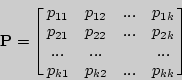 P = [ p₁₁ p₁₂ ... p₁ₖ
p₂₁ p₂₂ ... p₂ₖ
... ... ...
pₖ₁ pₖ₂ ... pₖₖ ]